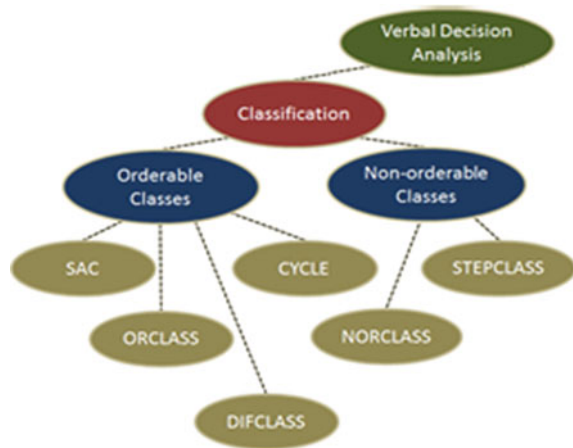 Verbal Decision
Analysis
Classification
Orderable
Classes
Non-orderable
Classes
SAC
CYCLE
STEPCLASS
ORCLASS
NORCLASS
DIFCLASS